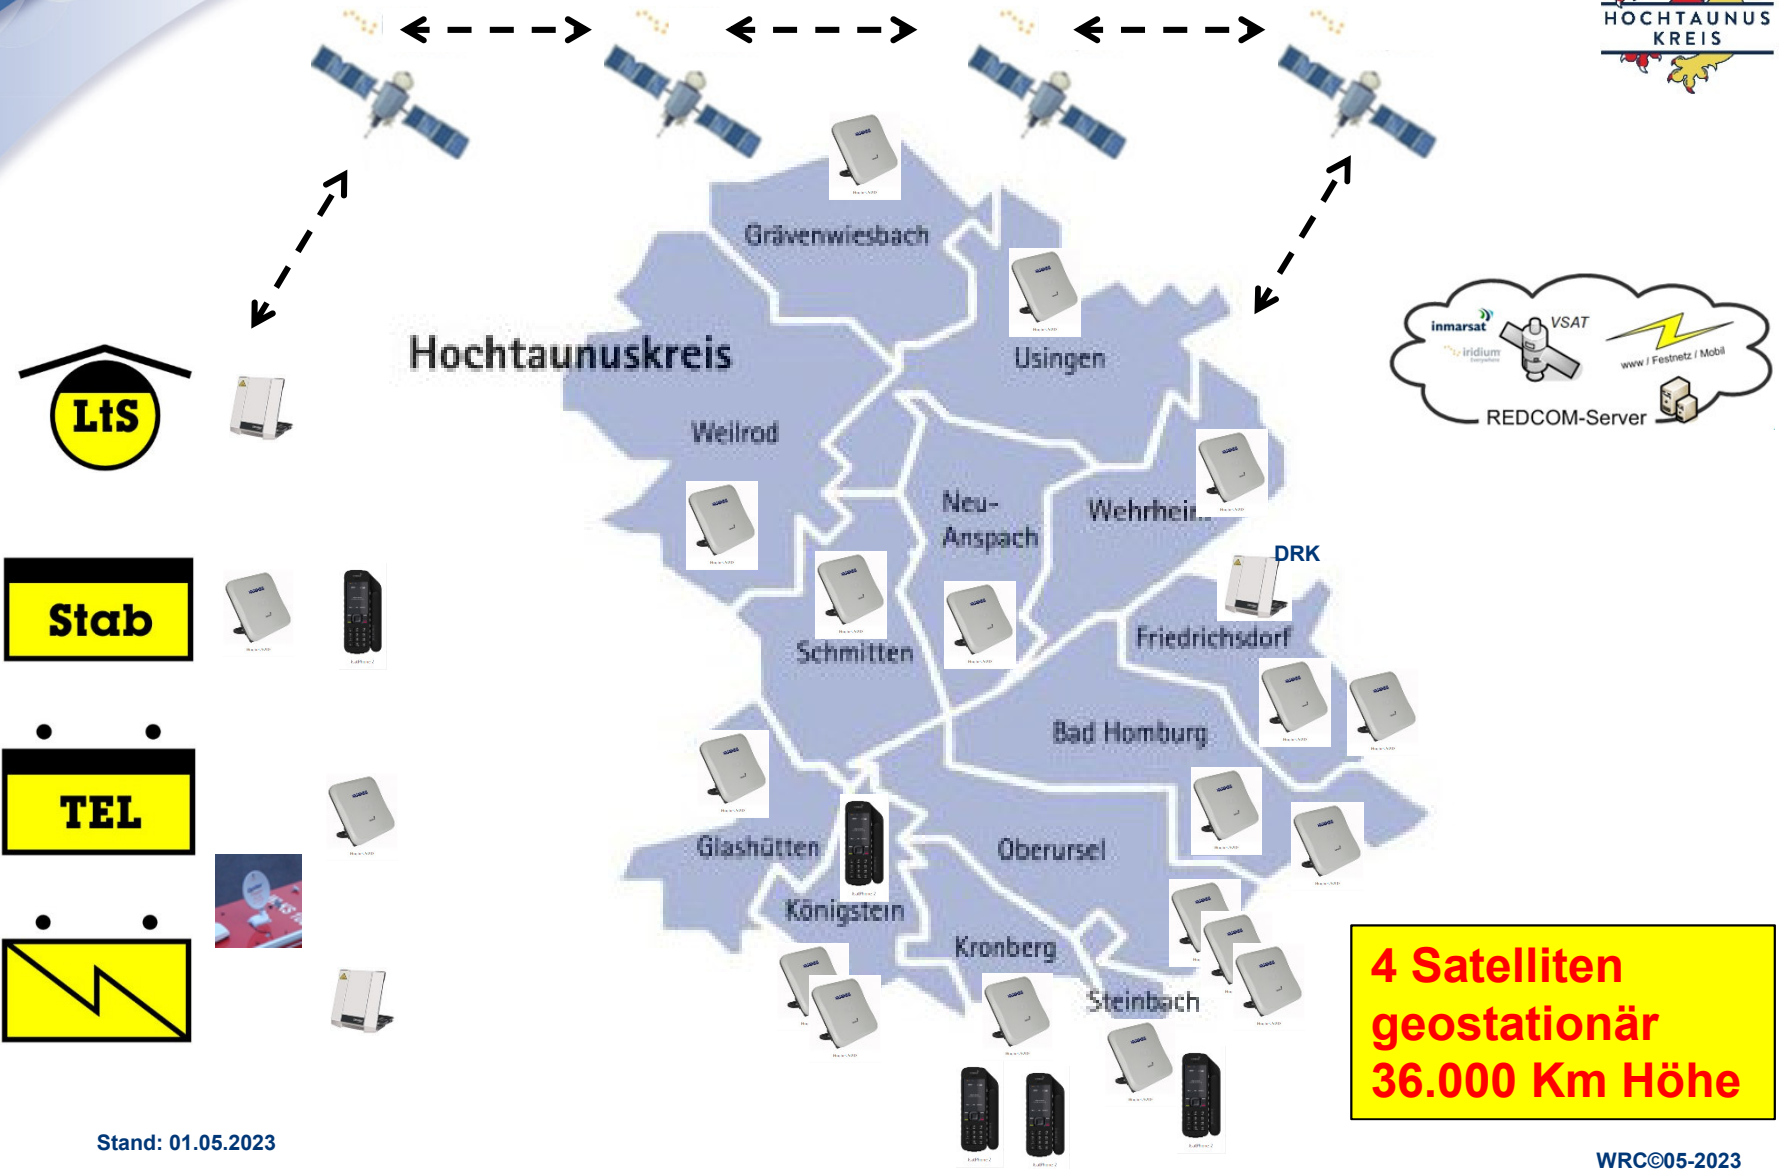 HOCHTAUNUS
KREIS
Grävenwiesbach
Hochtaunuskreis
Usingen
inmarsat
VSAT
iridium
www / Festnetz / Mobil
REDCOM-Server
LtS
Weilrod
Neu-
Anspach
Wehrheim
DRK
Stab
Schmitten
Friedrichsdorf
Bad Homburg
TEL
Glashütten
Oberursel
Königstein
Kronberg
Steinbach
4 Satelliten
geostationär
36.000 Km Höhe
Stand: 01.05.2023
WRC©05-2023